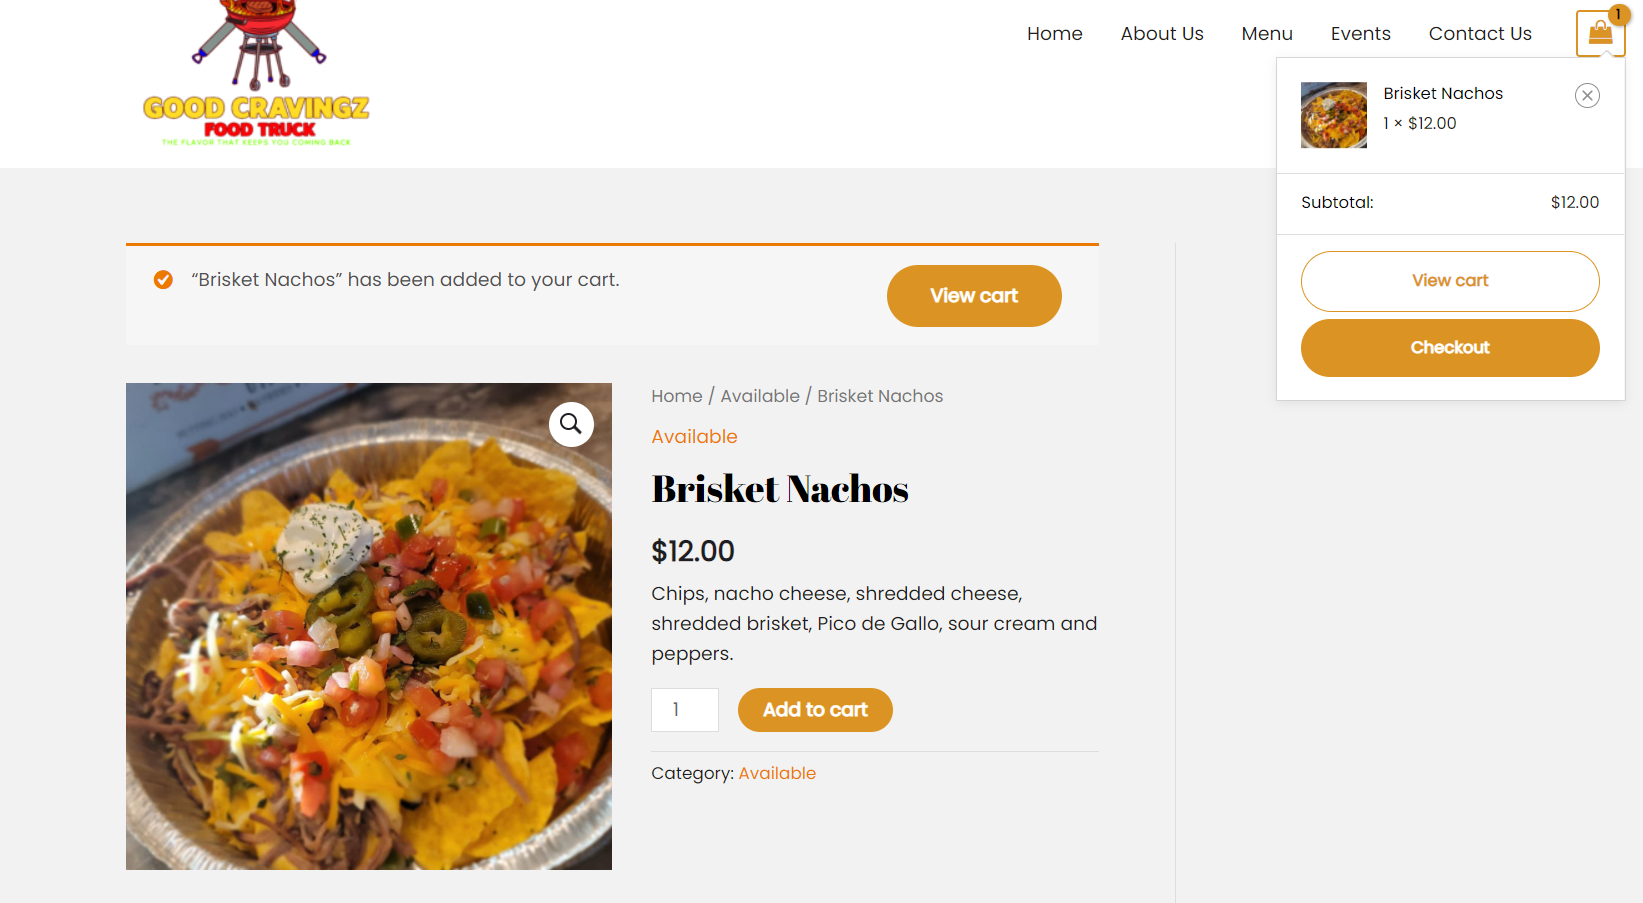 GOOD CRAVINGZ
FOOD TRUCK
THE FLAVOR THAT KEEPS YOU COMING BACK
Home
About Us
Menu
Events
Contact Us
1
Brisket Nachos
1 × $12.00
Subtotal: $12.00
View cart
Checkout
“Brisket Nachos” has been added to your cart.
View cart
Home / Available / Brisket Nachos
Available
Brisket Nachos
$12.00
Chips, nacho cheese, shredded cheese,
shredded brisket, Pico de Gallo, sour cream and
peppers.
1
Add to cart
Category: Available